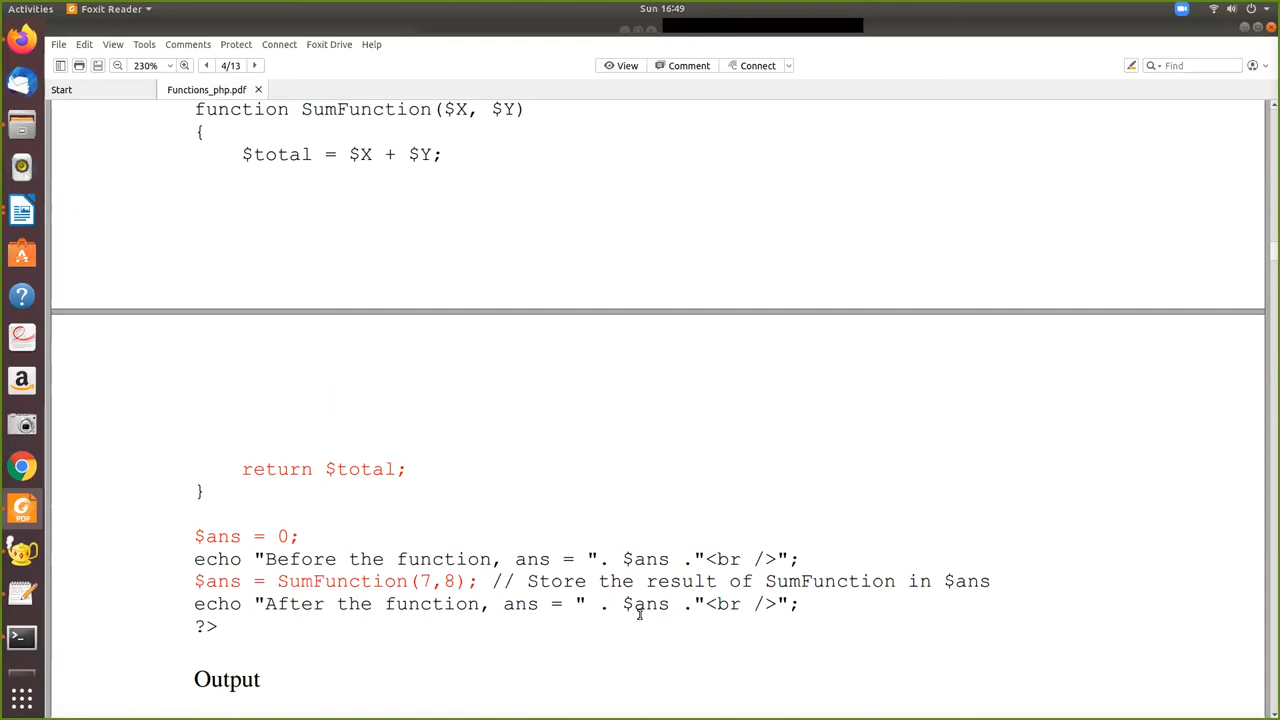 Activities Foxit Reader Sun 16:49
File Edit View Tools Comments Protect Connect Foxit Drive Help
230% 4/13 View Comment Connect Find
Start Functions_php.pdf
function SumFunction($X, $Y)
{
$total = $X + $Y;
return $total;
}
$ans = 0;
echo "Before the function, ans = ". $ans ."<br />";
$ans = SumFunction(7,8); // Store the result of SumFunction in $ans
echo "After the function, ans = " . $ans ."<br />";
?>
Output
PDF